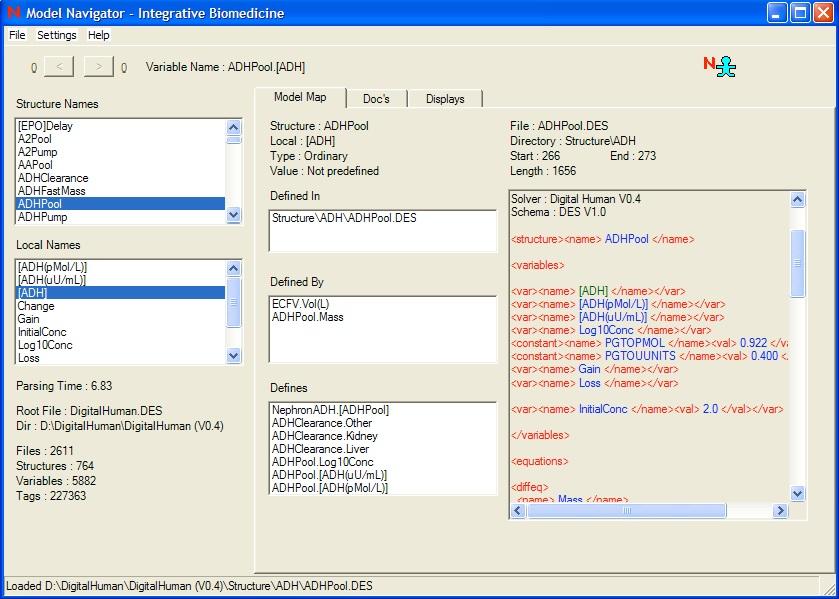 N Model Navigator - Integrative Biomedicine
File Settings Help
0 < > 0 Variable Name : ADHPool.[ADH]
N
Structure Names
[EPO]Delay
A2Pool
A2Pump
AAPool
ADHClearance
ADHFastMass
ADHPool
ADHPump
Local Names
[ADH(pMol/L)]
[ADH(uU/mL)]
[ADH]
Change
Gain
InitialConc
Log10Conc
Loss
Parsing Time : 6.83
Root File : DigitalHuman.DES
Dir : D:\DigitalHuman\DigitalHuman (V0.4)
Files : 2611
Structures : 764
Variables : 5882
Tags : 227363
Model Map Doc's Displays
Structure : ADHPool
Local : [ADH]
Type : Ordinary
Value : Not predefined
Defined In
Structure\ADH\ADHPool.DES
Defined By
ECFV.Vol(L)
ADHPool.Mass
Defines
NephronADH.[ADHPool]
ADHClearance.Other
ADHClearance.Kidney
ADHClearance.Liver
ADHPool.Log10Conc
ADHPool.[ADH(uU/mL)]
ADHPool.[ADH(pMol/L)]
File : ADHPool.DES
Directory : Structure\ADH
Start : 266 End : 273
Length : 1656
Solver : Digital Human V0.4
Schema : DES V1.0
<structure><name> ADHPool </name>
<variables>
<var><name> [ADH] </name></var>
<var><name> [ADH(pMol/L)] </name></var>
<var><name> [ADH(uU/mL)] </name></var>
<var><name> Log10Conc </name></var>
<constant><name> PGTOPMOL </name><val> 0.922 </va
<constant><name> PGTOUUNITS </name><val> 0.400 <
<var><name> Gain </name></var>
<var><name> Loss </name></var>
<var><name> InitialConc </name><val> 2.0 </val></var>
</variables>
<equations>
<diffeq>
<name> Mass </name>
Loaded D:\DigitalHuman\DigitalHuman (V0.4)\Structure\ADH\ADHPool.DES